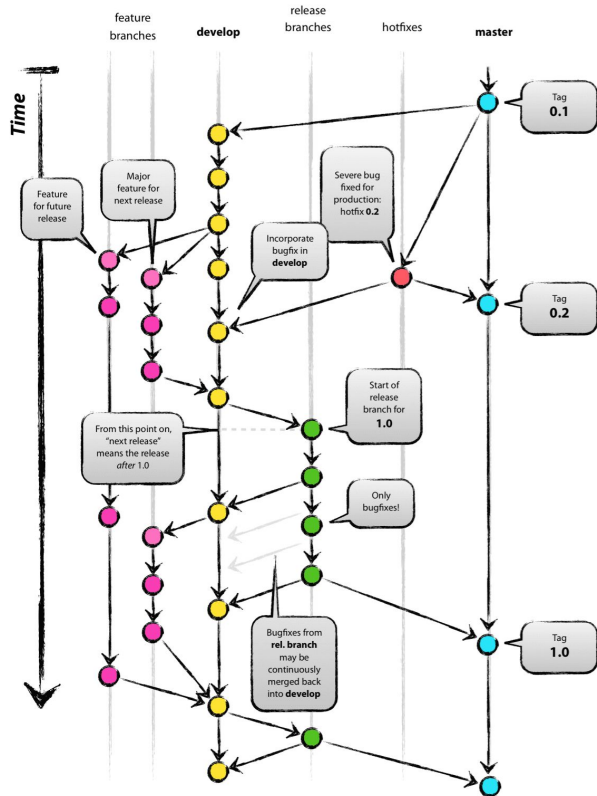 feature
branches
develop
release
branches
hotfixes
master
Time
Tag
0.1
Major
feature for
next release
Feature
for future
release
Severe bug
fixed for
production:
hotfix 0.2
Incorporate
bugfix in
develop
Tag
0.2
Start of
release
branch for
1.0
From this point on,
“next release”
means the release
after 1.0
Only
bugfixes!
Bugfixes from
rel. branch
may be
continuously
merged back
into develop
Tag
1.0